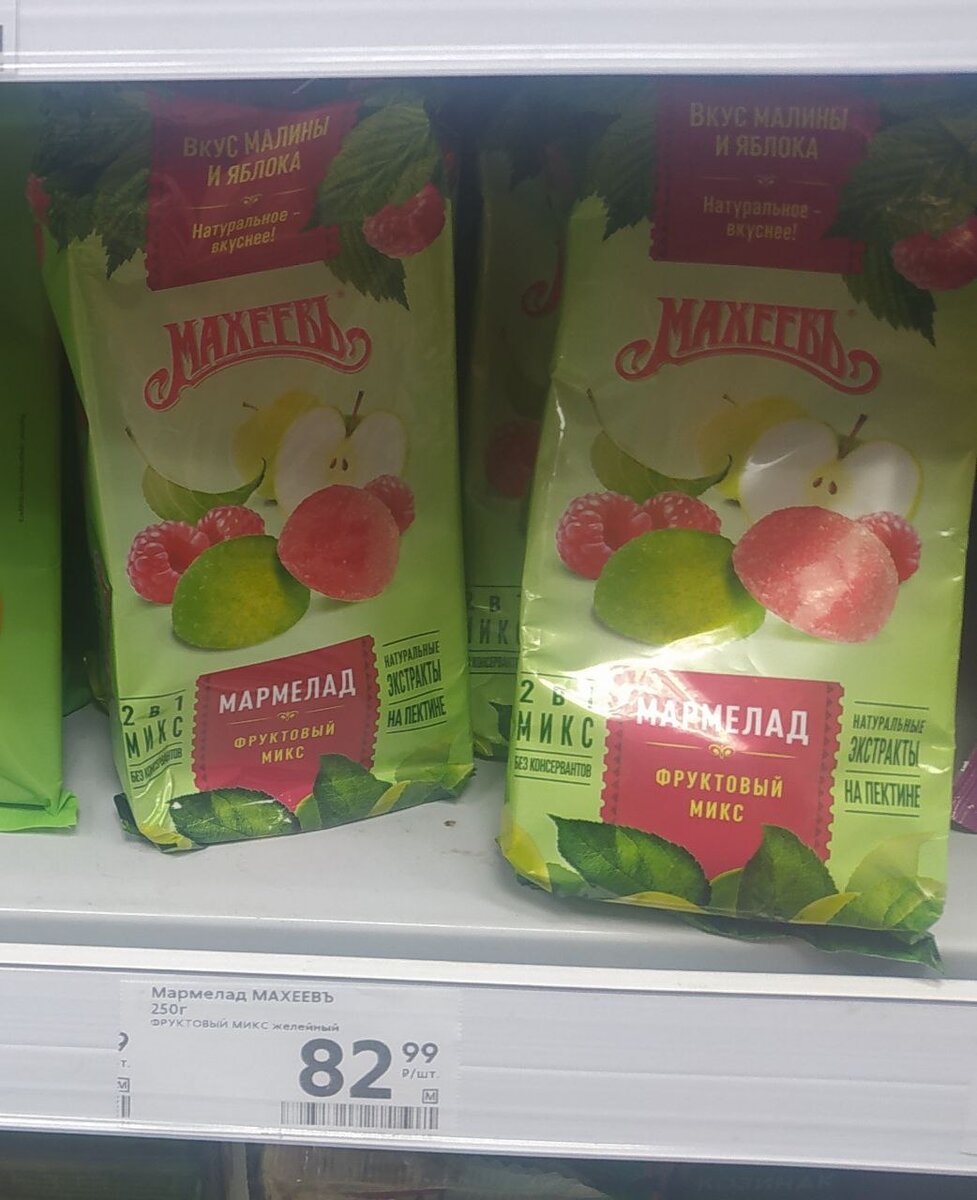 ВКУС МАЛИНЫ
И ЯБЛОКА
Натуральное -
вкуснее!
МАХЕЕВЪ
2 в 1
МИКС
БЕЗ КОНСЕРВАНТОВ
МАРМЕЛАД
ФРУКТОВЫЙ
МИКС
НАТУРАЛЬНЫЕ
ЭКСТРАКТЫ
НА ПЕКТИНЕ
ВКУС МАЛИНЫ
И ЯБЛОКА
Натуральное -
вкуснее!
МАХЕЕВЪ
2 в 1
МИКС
БЕЗ КОНСЕРВАНТОВ
МАРМЕЛАД
ФРУКТОВЫЙ
МИКС
НАТУРАЛЬНЫЕ
ЭКСТРАКТЫ
НА ПЕКТИНЕ
Мармелад МАХЕЕВЪ
250г
ФРУКТОВЫЙ МИКС желейный
82 99
₽/шт.
М